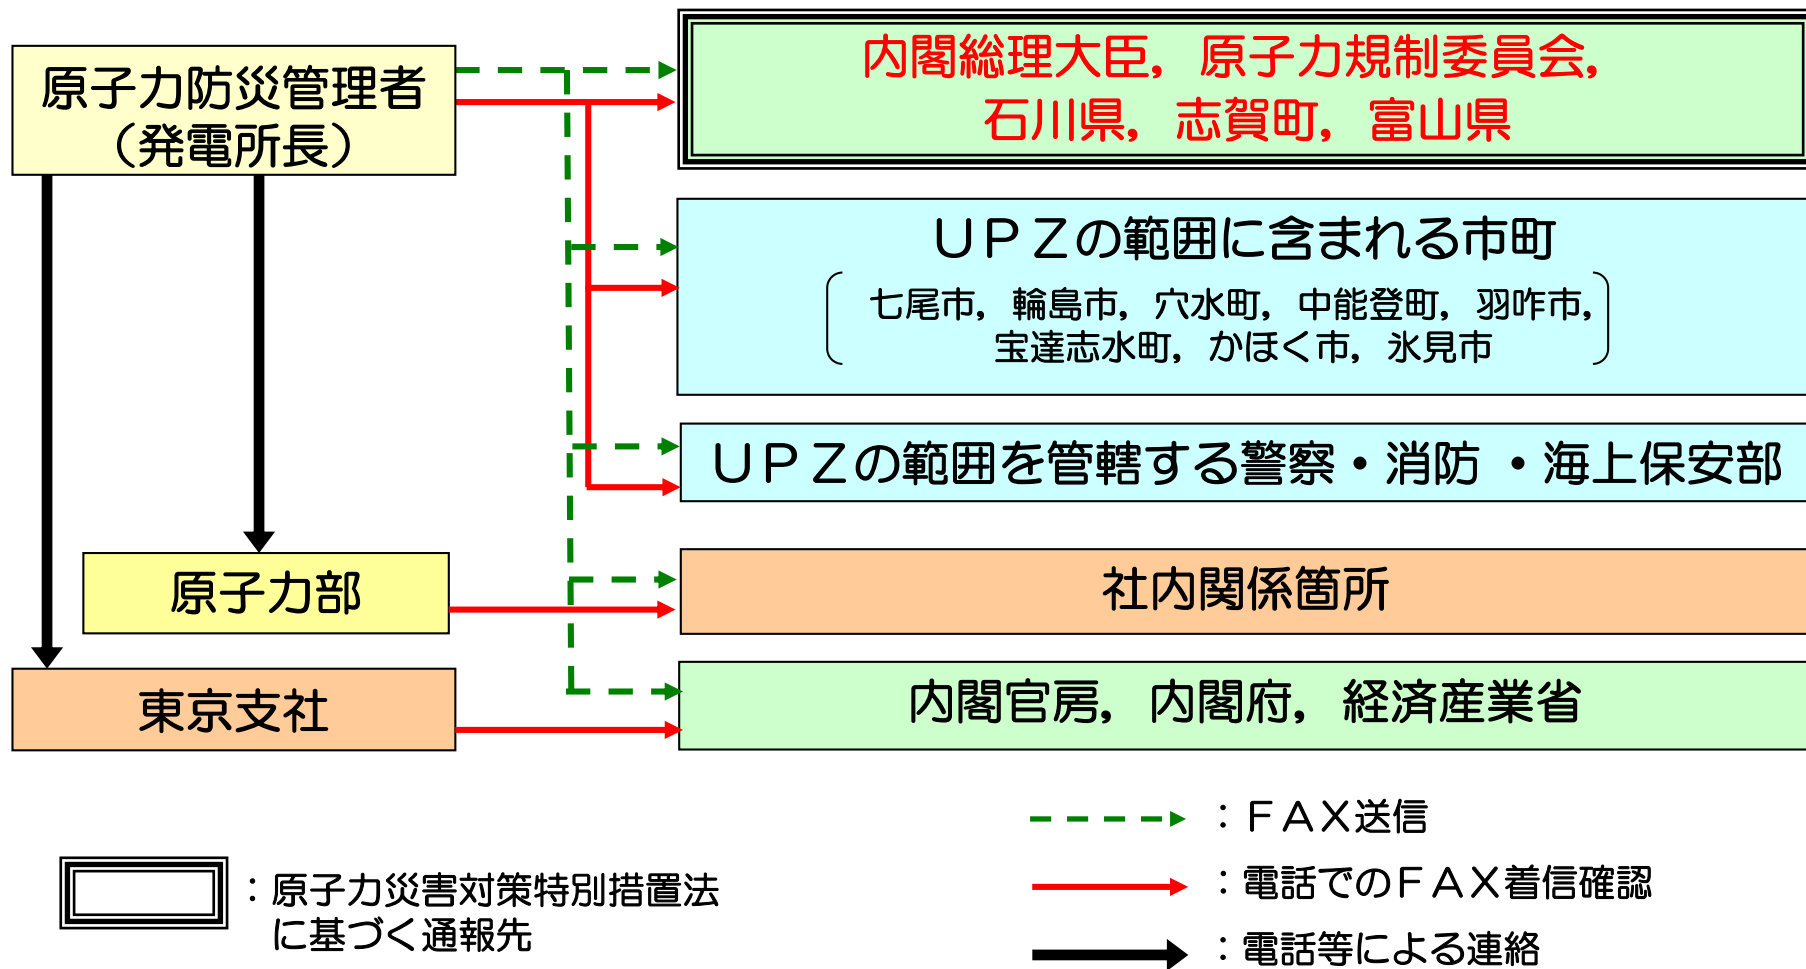 原子力防災管理者
（発電所長）
内閣総理大臣，原子力規制委員会，
石川県，志賀町，富山県
ＵＰＺの範囲に含まれる市町
七尾市，輪島市，穴水町，中能登町，羽咋市，
宝達志水町，かほく市，氷見市
ＵＰＺの範囲を管轄する警察・消防・海上保安部
原子力部
社内関係箇所
東京支社
内閣官房，内閣府，経済産業省
：ＦＡＸ送信
：電話でのＦＡＸ着信確認
：電話等による連絡
：原子力災害対策特別措置法
に基づく通報先